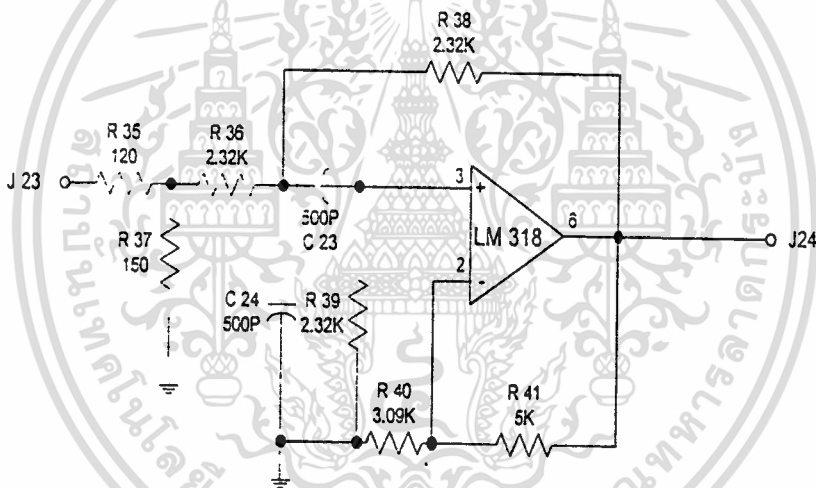 R 38
2.32K
R 35
120
R 36
2.32K
J 23
3
+
500P
C 23
LM 318
6
J24
R 37
150
2
-
C 24
500P
R 39
2.32K
R 40
3.09K
R 41
5K